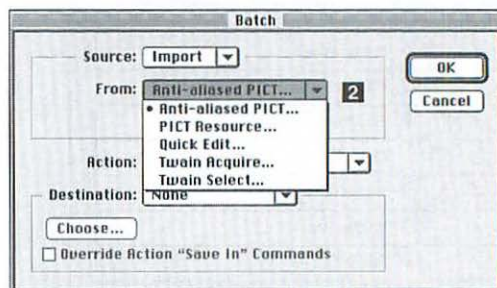 Batch
Source: Import
OK
From: Anti-aliased PICT... 2
Cancel
• Anti-aliased PICT...
PICT Resource...
Quick Edit...
Twain Acquire...
Action:
Twain Select...
Destination: None
Choose...
Override Action "Save In" Commands